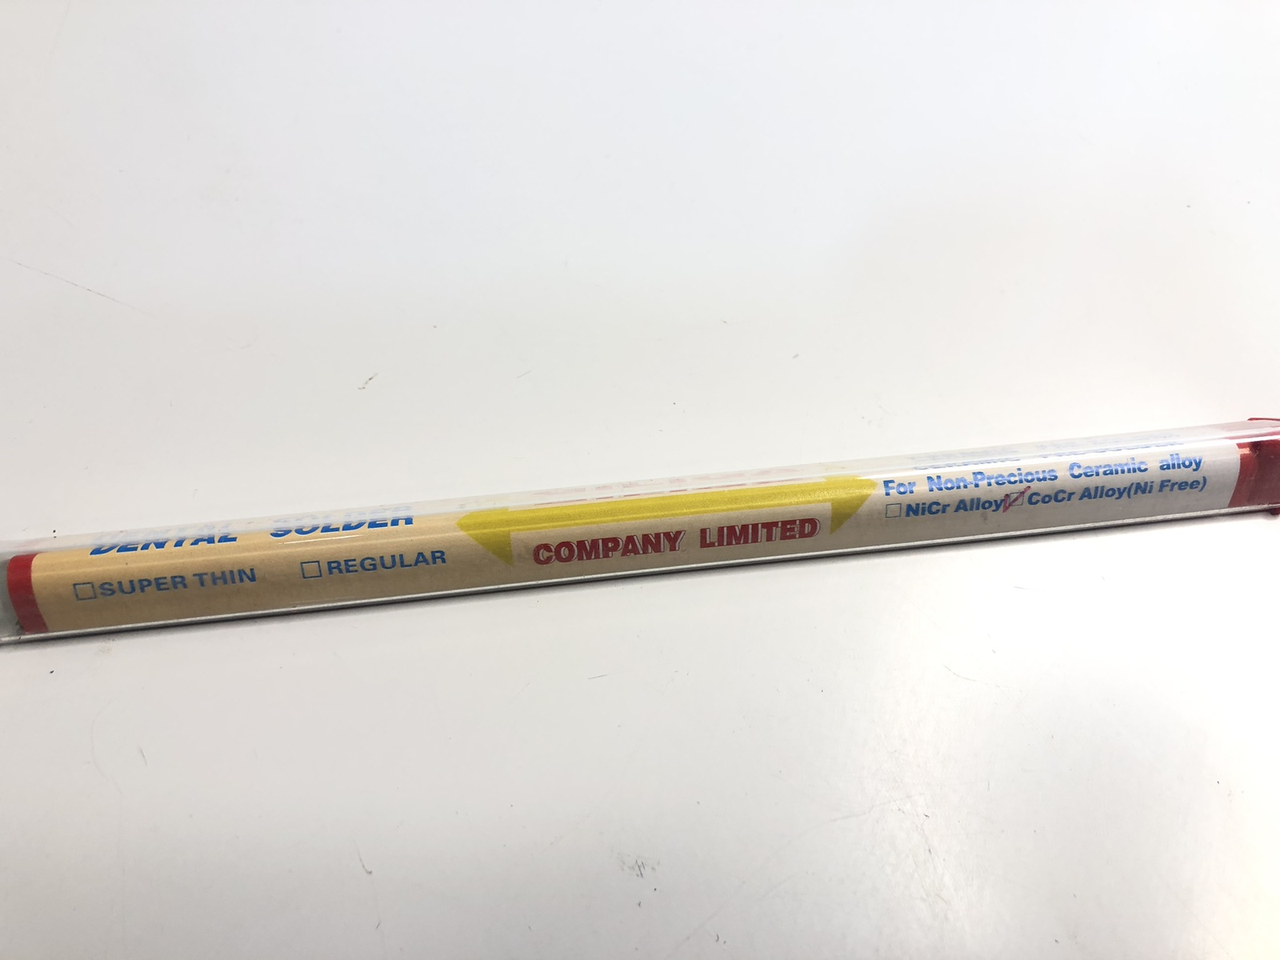 DENTAL SOLDER
☐SUPER THIN ☐REGULAR
COMPANY LIMITED
For Non-Precious Ceramic alloy
☐NiCr Alloy ☑CoCr Alloy(Ni Free)